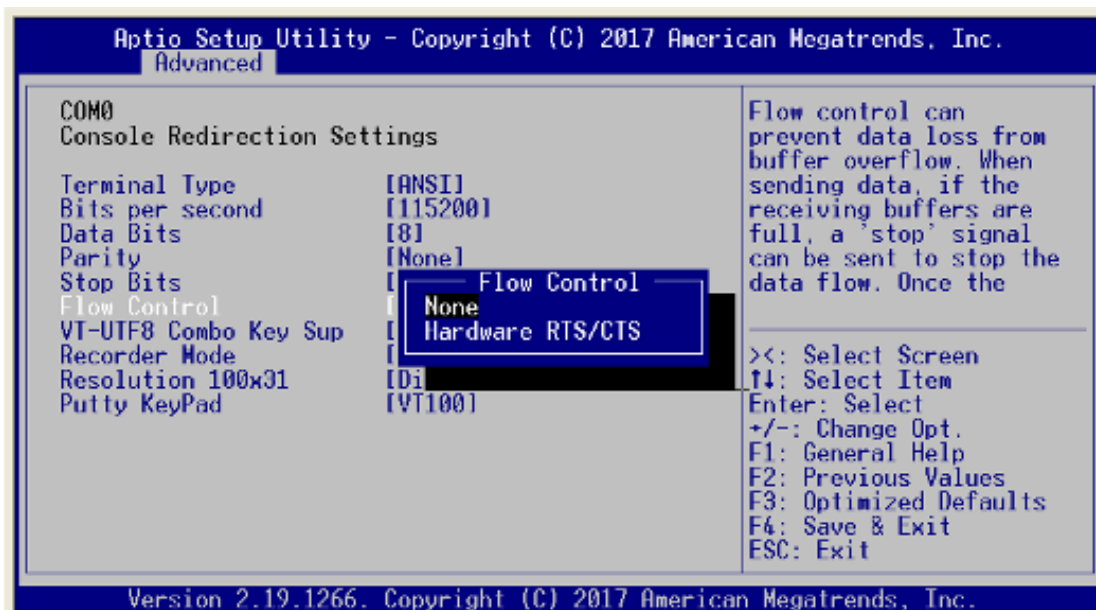 Aptio Setup Utility - Copyright (C) 2017 American Megatrends, Inc.
Advanced
COM0
Console Redirection Settings
Terminal Type [ANSI]
Bits per second [115200]
Data Bits [8]
Parity [None]
Stop Bits [
Flow Control [
VT-UTF8 Combo Key Sup [
Recorder Mode [
Resolution 100x31 [Di
Putty KeyPad [VT100]
Flow Control
None
Hardware RTS/CTS
Flow control can
prevent data loss from
buffer overflow. When
sending data, if the
receiving buffers are
full, a 'stop' signal
can be sent to stop the
data flow. Once the
><: Select Screen
↑↓: Select Item
Enter: Select
+/-: Change Opt.
F1: General Help
F2: Previous Values
F3: Optimized Defaults
F4: Save & Exit
ESC: Exit
Version 2.19.1266. Copyright (C) 2017 American Megatrends, Inc.